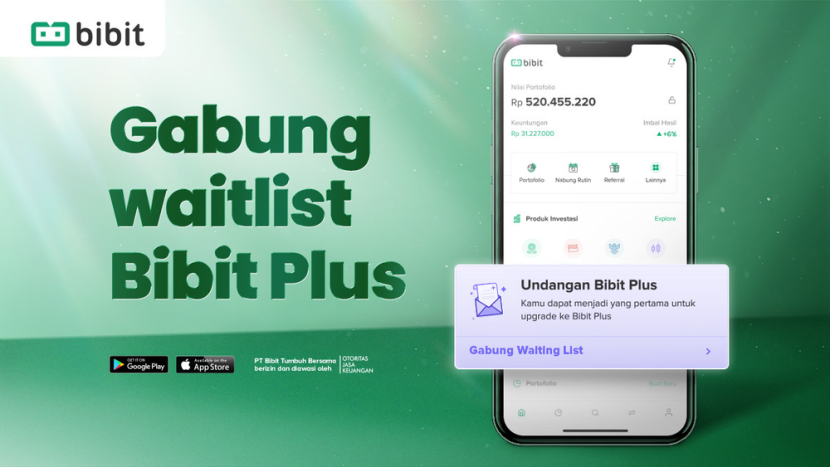 bibit
Gabung
waitlist
Bibit Plus
GET IT ON
Google Play
Available on the
App Store
PT Bibit Tumbuh Bersama
berizin dan diawasi oleh
OTORITAS
JASA
KEUANGAN
bibit
Nilai Portofolio
Rp 520.455.220
Keuntungan
Imbal Hasil
Rp 31.227.000
+6%
Portofolio
Nabung Rutin
Referral
Lainnya
Produk Investasi
Explore
Undangan Bibit Plus
Kamu dapat menjadi yang pertama untuk
upgrade ke Bibit Plus
Gabung Waiting List
Portofolio
Buat Baru